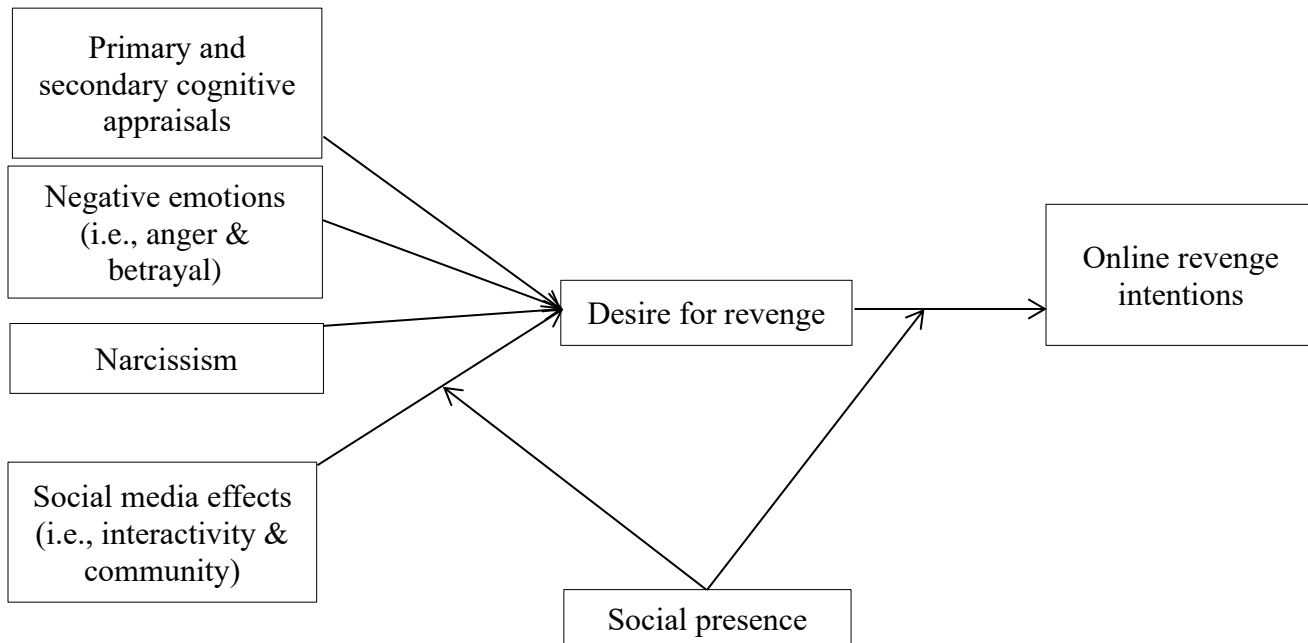 Primary and
secondary cognitive
appraisals
Negative emotions
(i.e., anger &
betrayal)
Narcissism
Social media effects
(i.e., interactivity &
community)
Desire for revenge
Online revenge
intentions
Social presence